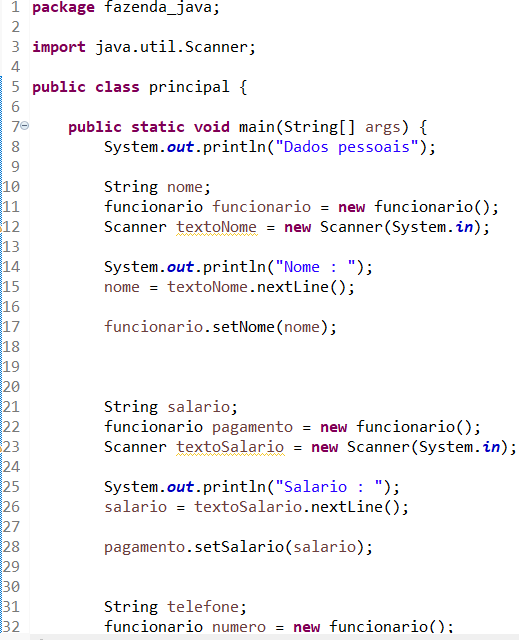 1 package fazenda_java;
2
3 import java.util.Scanner;
4
5 public class principal {
6
7 public static void main(String[] args) {
8 System.out.println("Dados pessoais");
9
10 String nome;
11 funcionario funcionario = new funcionario();
12 Scanner textoNome = new Scanner(System.in);
13
14 System.out.println("Nome : ");
15 nome = textoNome.nextLine();
16
17 funcionario.setNome(nome);
18
19
20
21 String salario;
22 funcionario pagamento = new funcionario();
23 Scanner textoSalario = new Scanner(System.in);
24
25 System.out.println("Salario : ");
26 salario = textoSalario.nextLine();
27
28 pagamento.setSalario(salario);
29
30
31 String telefone;
32 funcionario numero = new funcionario();